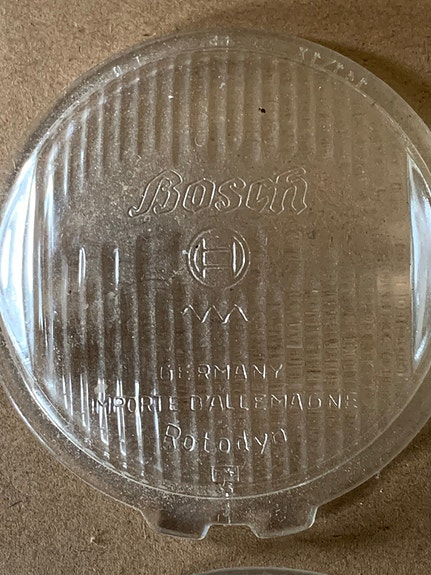 Bosch
GERMANY
IMPORTE D'ALLEMAGNE
Rotodyn